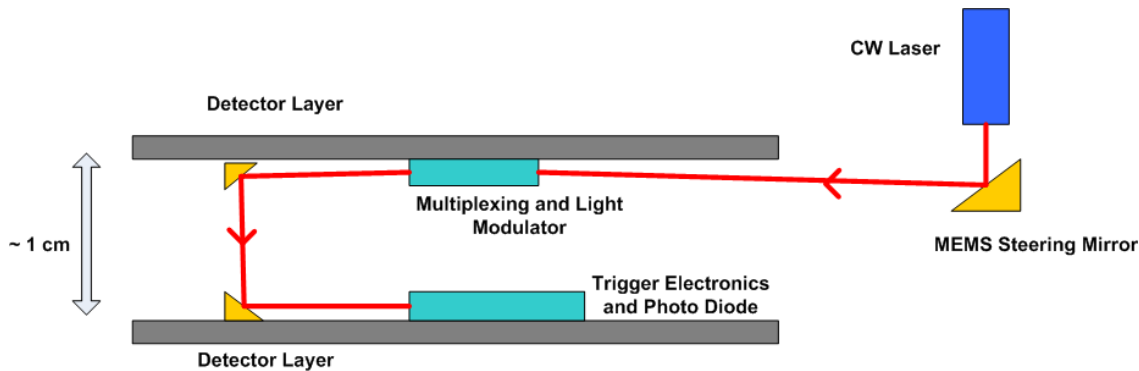 CW Laser
Detector Layer
Multiplexing and Light
Modulator
MEMS Steering Mirror
~ 1 cm
Trigger Electronics
and Photo Diode
Detector Layer